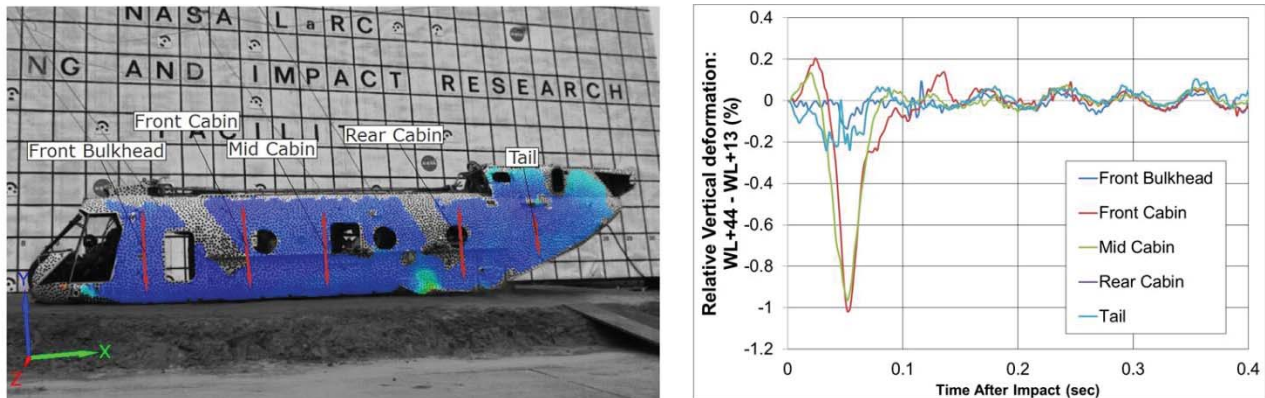 NASA LaRC
NG AND IMPACT RESEARCH
FACILI
Front Cabin
Rear Cabin
Front Bulkhead
Mid Cabin
Tail
Y
X
Z
Relative Vertical deformation:
WL+44 - WL+13 (%)
0.4
0.2
0
-0.2
-0.4
-0.6
-0.8
-1
-1.2
Front Bulkhead
Front Cabin
Mid Cabin
Rear Cabin
Tail
0
0.1
0.2
0.3
0.4
Time After Impact (sec)